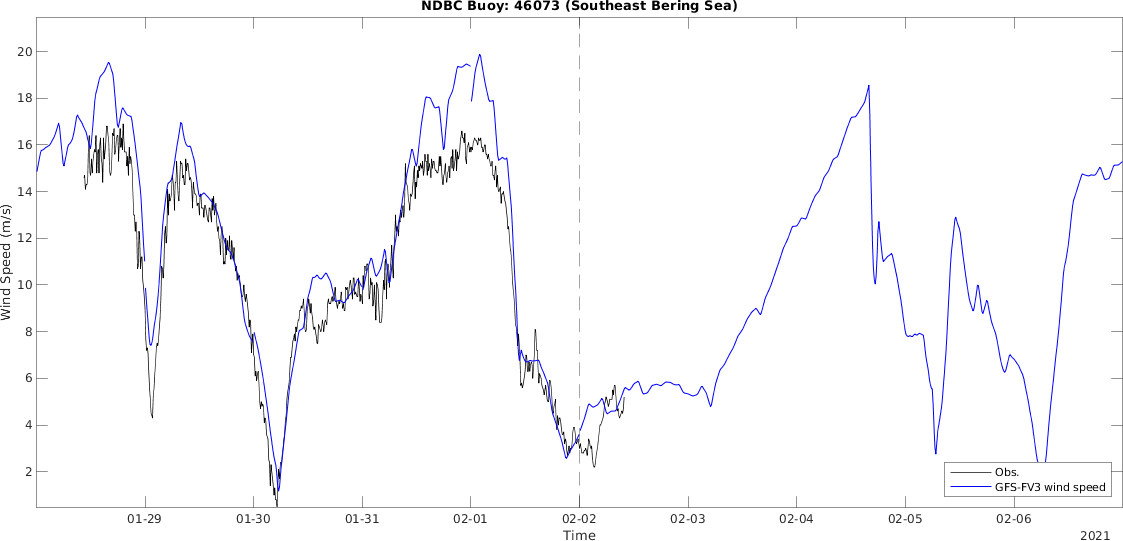 NDBC Buoy: 46073 (Southeast Bering Sea)
20
18
16
14
12
10
8
6
4
2
Wind Speed (m/s)
Obs.
GFS-FV3 wind speed
01-29 01-30 01-31 02-01 02-02 02-03 02-04 02-05 02-06
Time
2021